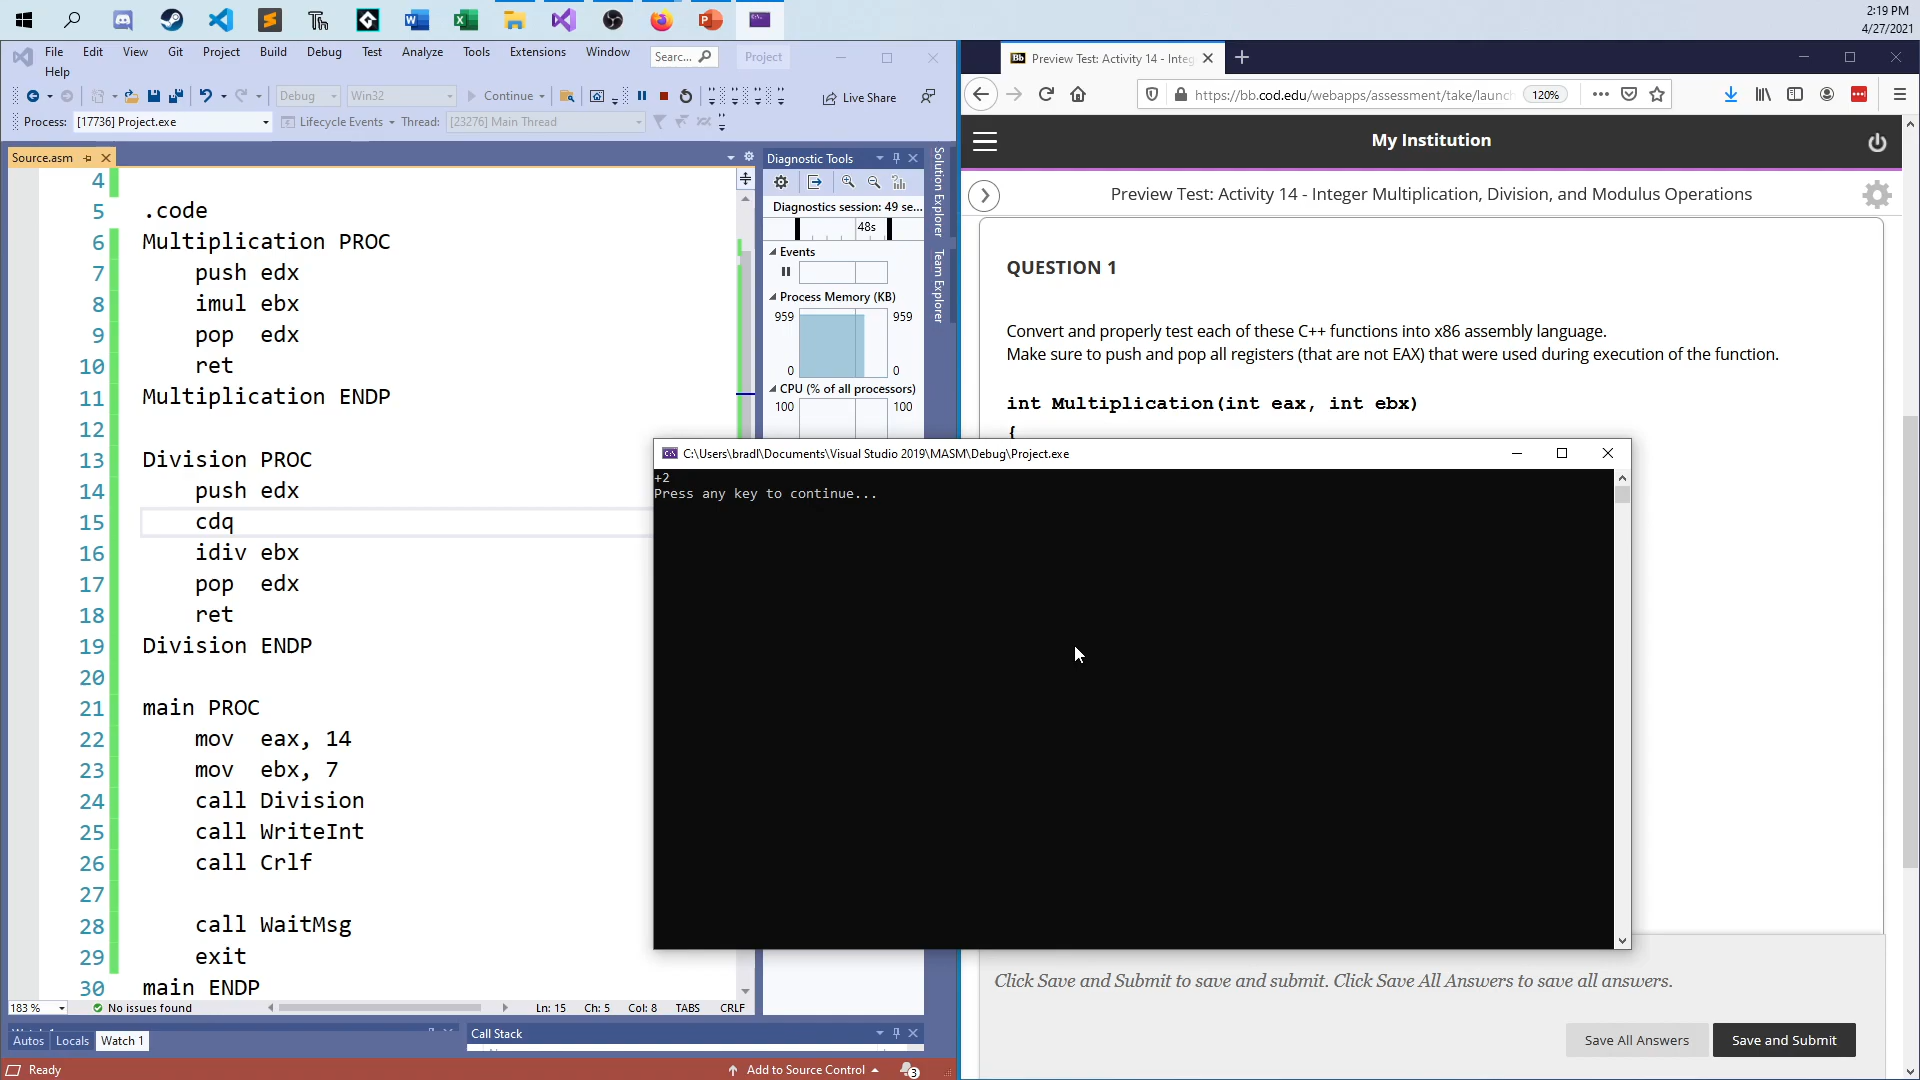 2:19 PM
4/27/2021
File Edit View Git Project Build Debug Test Analyze Tools Extensions Window
Searc...
Project
Help
Debug
Win32
Continue
Live Share
Process: [17736] Project.exe
Lifecycle Events
Thread: [23276] Main Thread
Source.asm
4
5 .code
6 Multiplication PROC
7 push edx
8 imul ebx
9 pop edx
10 ret
11 Multiplication ENDP
12
13 Division PROC
14 push edx
15 cdq
16 idiv ebx
17 pop edx
18 ret
19 Division ENDP
20
21 main PROC
22 mov eax, 14
23 mov ebx, 7
24 call Division
25 call WriteInt
26 call Crlf
27
28 call WaitMsg
29 exit
30 main ENDP
183 %
No issues found
Ln: 15 Ch: 5 Col: 8 TABS CRLF
Autos Locals Watch 1
Call Stack
Ready
Add to Source Control
3
Diagnostic Tools
Diagnostics session: 49 se...
48s
Events
Process Memory (KB)
959 959
0 0
CPU (% of all processors)
100 100
Solution Explorer
Team Explorer
C:\Users\bradl\Documents\Visual Studio 2019\MASM\Debug\Project.exe
+2
Press any key to continue...
Bb Preview Test: Activity 14 - Integ
https://bb.cod.edu/webapps/assessment/take/launch
120%
My Institution
Preview Test: Activity 14 - Integer Multiplication, Division, and Modulus Operations
QUESTION 1
Convert and properly test each of these C++ functions into x86 assembly language.
Make sure to push and pop all registers (that are not EAX) that were used during execution of the function.
int Multiplication(int eax, int ebx)
{
Click Save and Submit to save and submit. Click Save All Answers to save all answers.
Save All Answers
Save and Submit